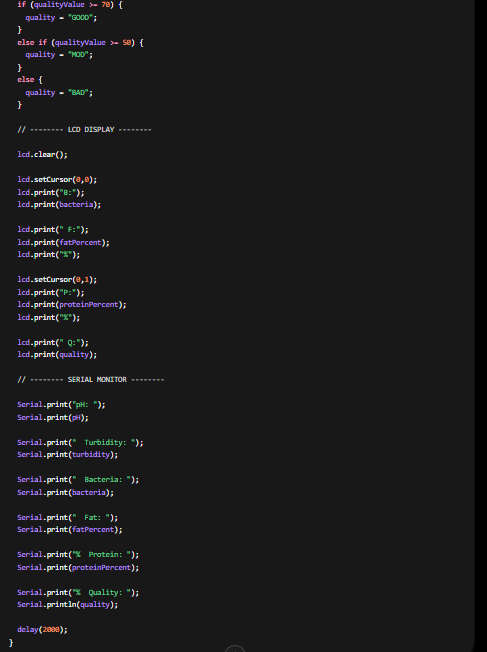 if (qualityValue >= 70) {
quality = "GOOD";
}
else if (qualityValue >= 50) {
quality = "MOD";
}
else {
quality = "BAD";
}
// -------- LCD DISPLAY --------
lcd.clear();
lcd.setCursor(0,0);
lcd.print("B:");
lcd.print(bacteria);
lcd.print(" F:");
lcd.print(fatPercent);
lcd.print("%");
lcd.setCursor(0,1);
lcd.print("P:");
lcd.print(proteinPercent);
lcd.print("%");
lcd.print(" Q:");
lcd.print(quality);
// -------- SERIAL MONITOR --------
Serial.print("pH: ");
Serial.print(pH);
Serial.print("  Turbidity: ");
Serial.print(turbidity);
Serial.print("  Bacteria: ");
Serial.print(bacteria);
Serial.print("  Fat: ");
Serial.print(fatPercent);
Serial.print("%  Protein: ");
Serial.print(proteinPercent);
Serial.print("%  Quality: ");
Serial.println(quality);
delay(2000);
}